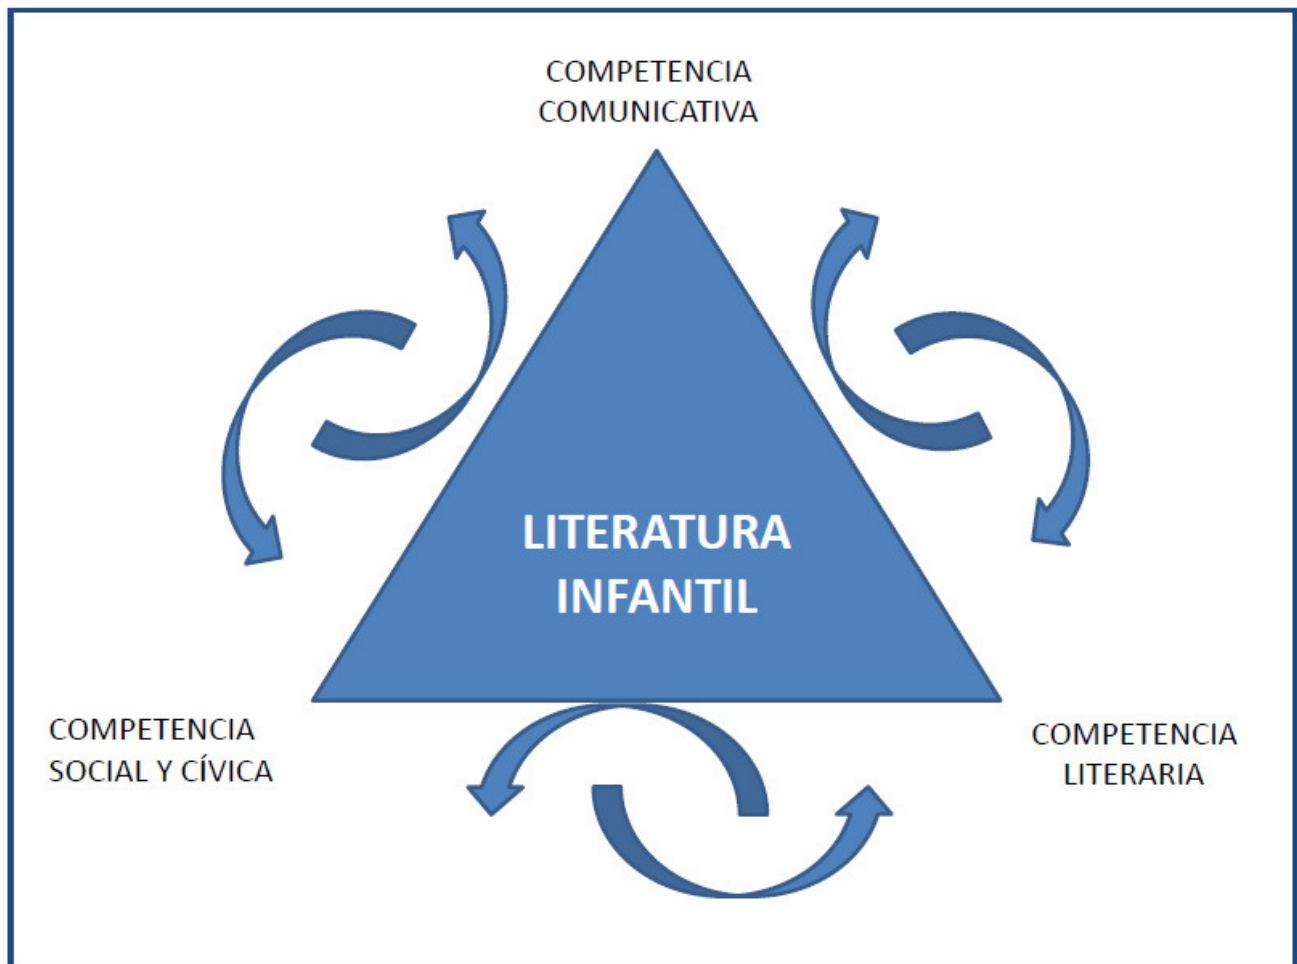 COMPETENCIA
COMUNICATIVA
LITERATURA
INFANTIL
COMPETENCIA
SOCIAL Y CÍVICA
COMPETENCIA
LITERARIA